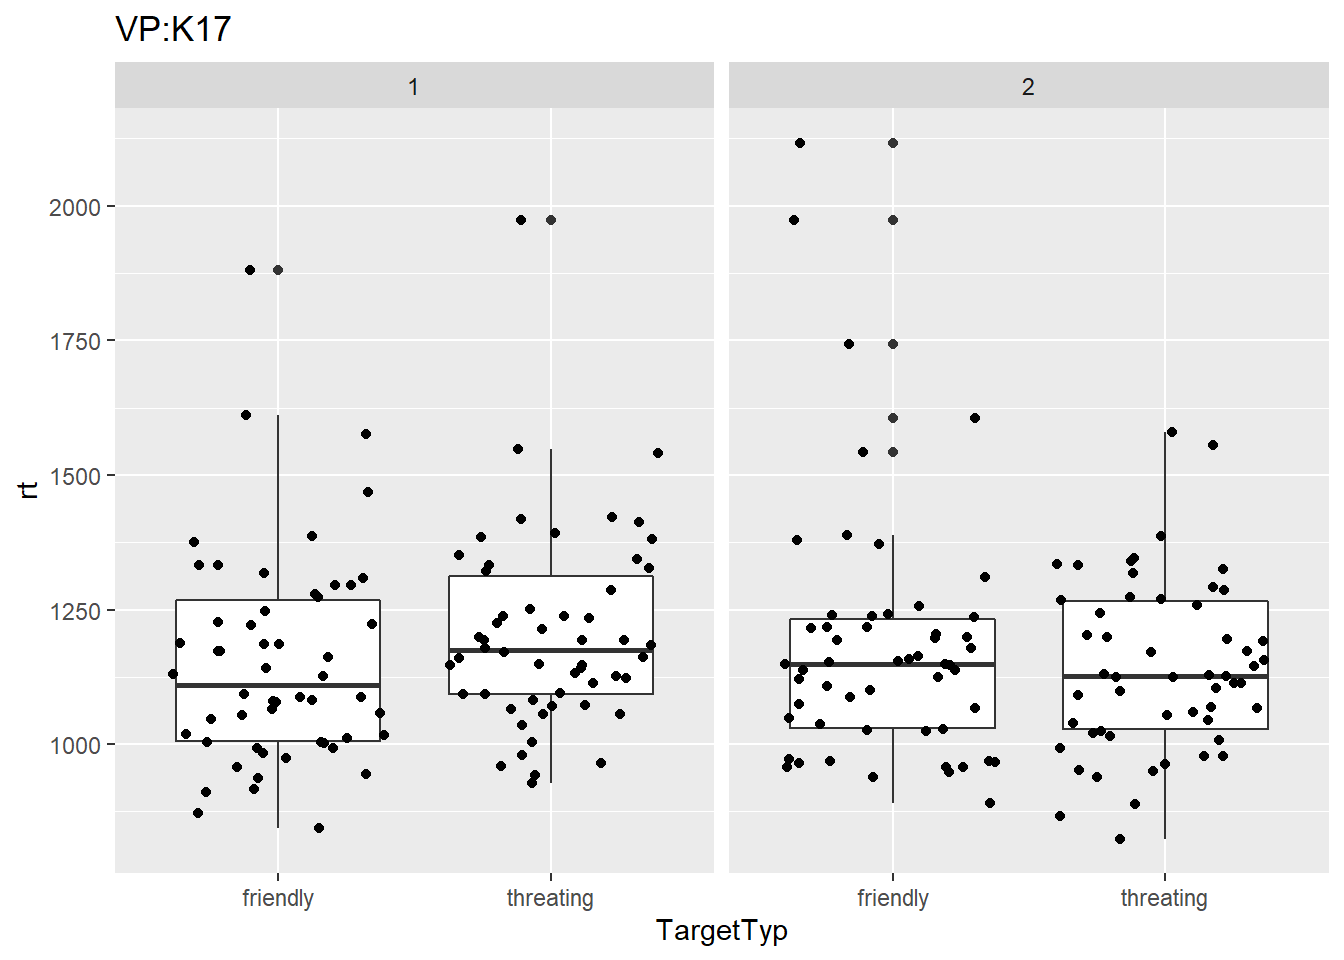 VP:K17
1
2
2000
1750
1500
1250
1000
rt
friendly
threating
friendly
threating
TargetTyp